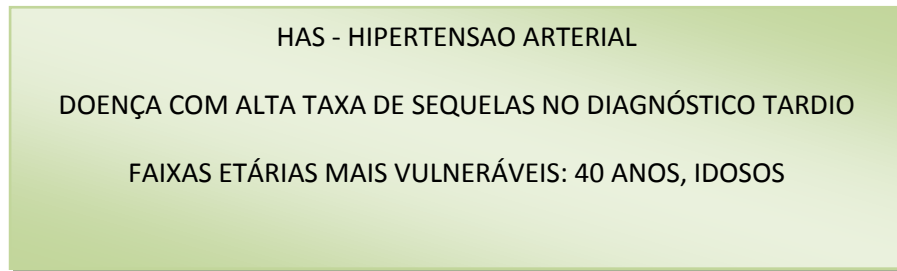 HAS - HIPERTENSAO ARTERIAL
DOENÇA COM ALTA TAXA DE SEQUELAS NO DIAGNÓSTICO TARDIO
FAIXAS ETÁRIAS MAIS VULNERÁVEIS: 40 ANOS, IDOSOS